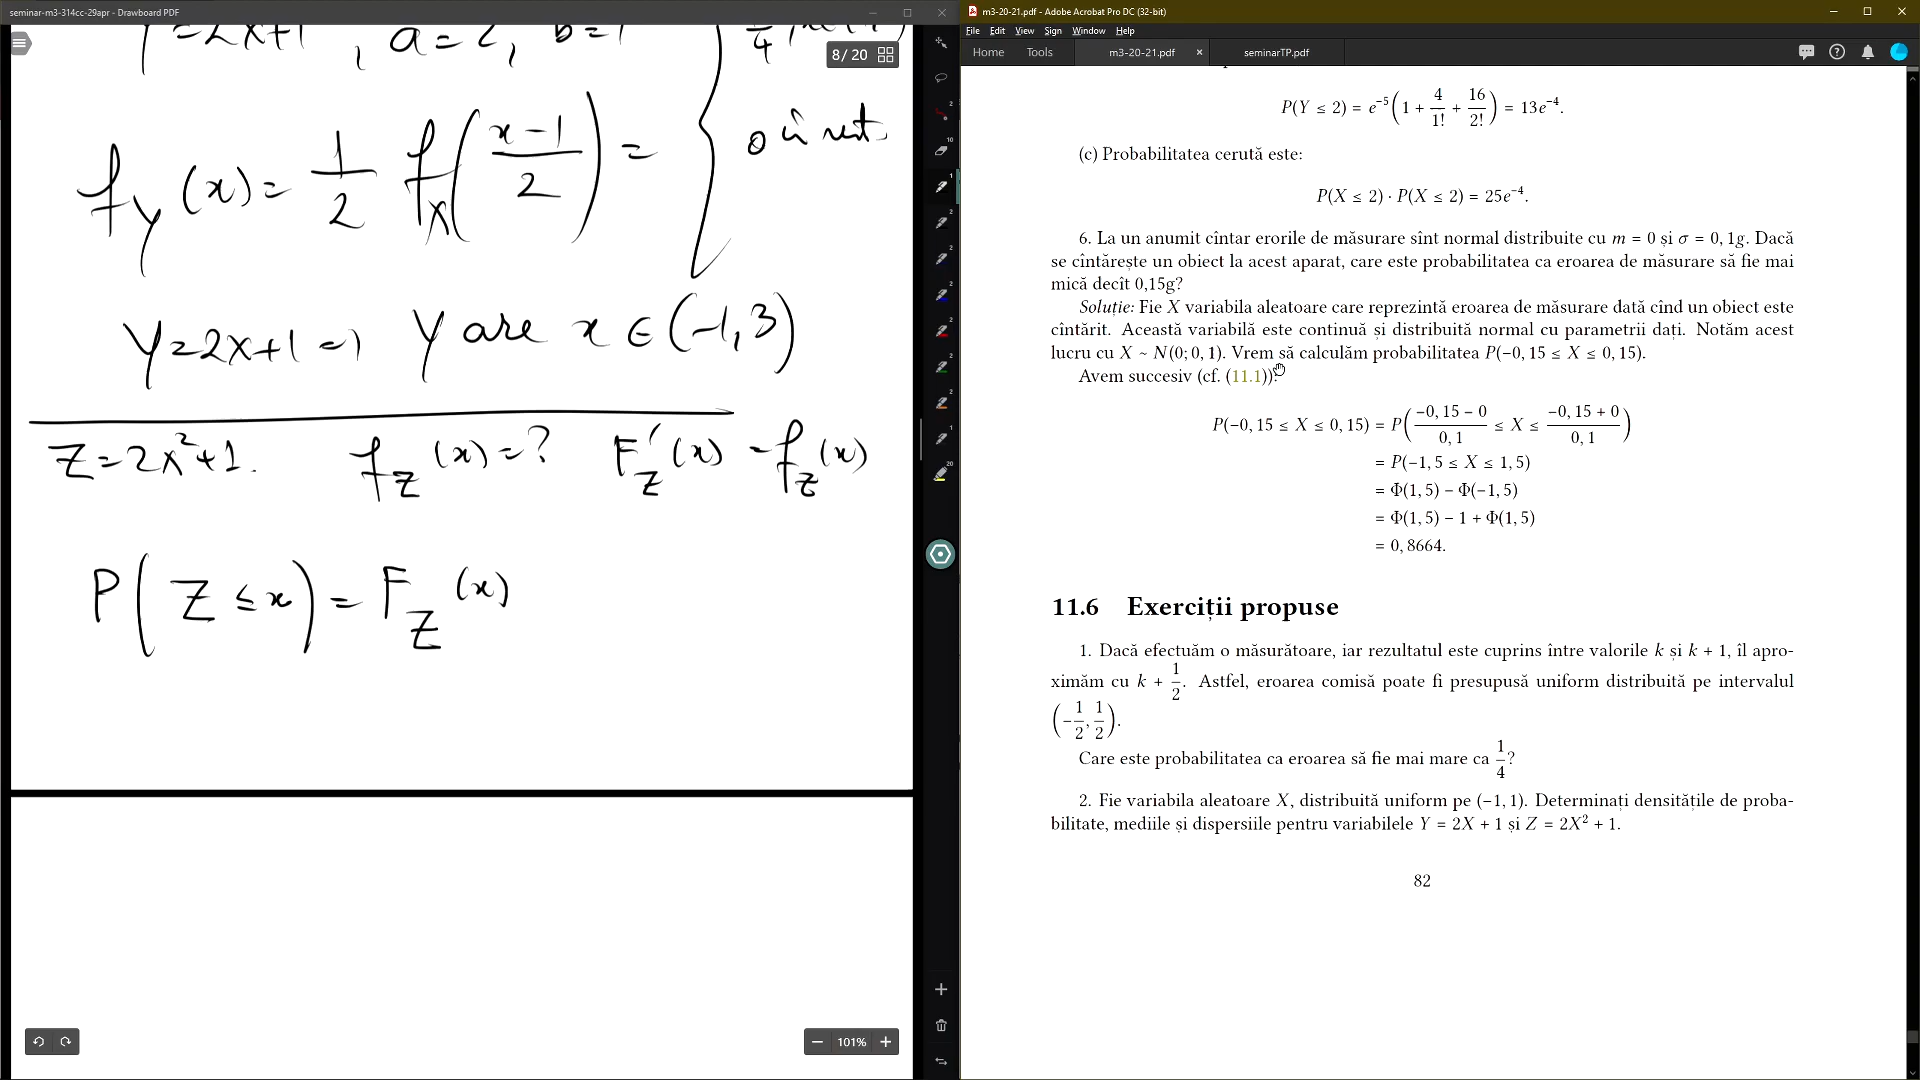 seminar-m3-314cc-29apr - Drawboard PDF
8 / 20
Y=2X+1, a=2, b=1
0 în rest.
f_Y (x) = 1/2 f_X ( x-1 / 2 ) =
Y=2X+1 => Y are x ∈ (-1, 3)
Z=2X²+1. f_Z (x) = ? F'_Z (x) = f_Z (x)
P( Z ≤ x ) = F_Z (x)
101%
m3-20-21.pdf - Adobe Acrobat Pro DC (32-bit)
File Edit View Sign Window Help
Home Tools m3-20-21.pdf × seminarTP.pdf
P(Y ≤ 2) = e^−5 (1 + 4/1! + 16/2!) = 13e^−4.
(c) Probabilitatea cerută este:
P(X ≤ 2) · P(X ≤ 2) = 25e^−4.
6. La un anumit cîntar erorile de măsurare sînt normal distribuite cu m = 0 și σ = 0, 1g. Dacă
se cîntărește un obiect la acest aparat, care este probabilitatea ca eroarea de măsurare să fie mai
mică decît 0,15g?
Soluție: Fie X variabila aleatoare care reprezintă eroarea de măsurare dată cînd un obiect este
cîntărit. Această variabilă este continuă și distribuită normal cu parametrii dați. Notăm acest
lucru cu X ~ N(0; 0, 1). Vrem să calculăm probabilitatea P(−0, 15 ≤ X ≤ 0, 15).
Avem succesiv (cf. (11.1)):
P(−0, 15 ≤ X ≤ 0, 15) = P( −0, 15 − 0 / 0, 1 ≤ X ≤ −0, 15 + 0 / 0, 1 )
= P(−1, 5 ≤ X ≤ 1, 5)
= Φ(1, 5) − Φ(−1, 5)
= Φ(1, 5) − 1 + Φ(1, 5)
= 0, 8664.
11.6 Exerciții propuse
1. Dacă efectuăm o măsurătoare, iar rezultatul este cuprins între valorile k și k + 1, îl apro-
ximăm cu k + 1/2. Astfel, eroarea comisă poate fi presupusă uniform distribuită pe intervalul
(−1/2, 1/2).
Care este probabilitatea ca eroarea să fie mai mare ca 1/4?
2. Fie variabila aleatoare X, distribuită uniform pe (−1, 1). Determinați densitățile de proba-
bilitate, mediile și dispersiile pentru variabilele Y = 2X + 1 și Z = 2X² + 1.
82